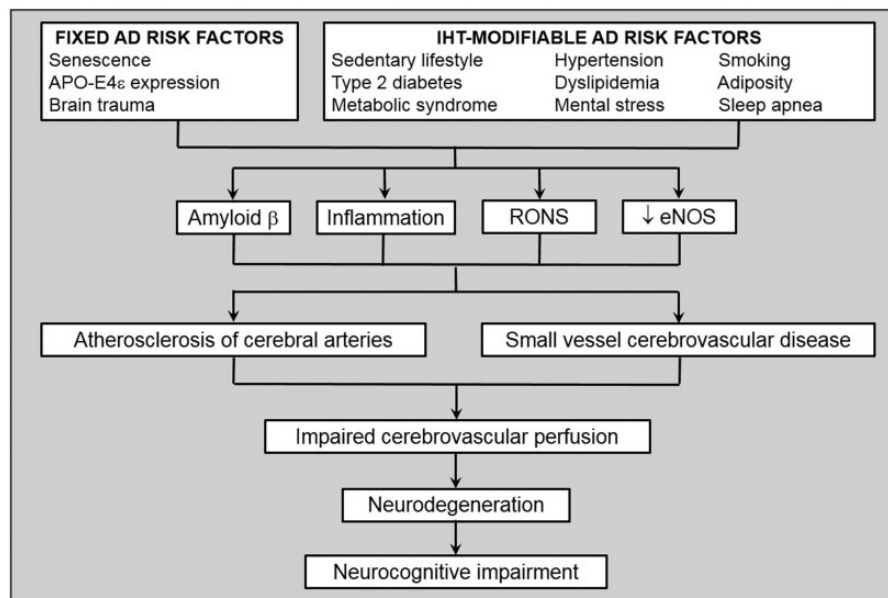 FIXED AD RISK FACTORS
Senescence
APO-E4ε expression
Brain trauma
IHT-MODIFIABLE AD RISK FACTORS
Sedentary lifestyle Hypertension Smoking
Type 2 diabetes Dyslipidemia Adiposity
Metabolic syndrome Mental stress Sleep apnea
Amyloid β
Inflammation
RONS
↓ eNOS
Atherosclerosis of cerebral arteries
Small vessel cerebrovascular disease
Impaired cerebrovascular perfusion
Neurodegeneration
Neurocognitive impairment